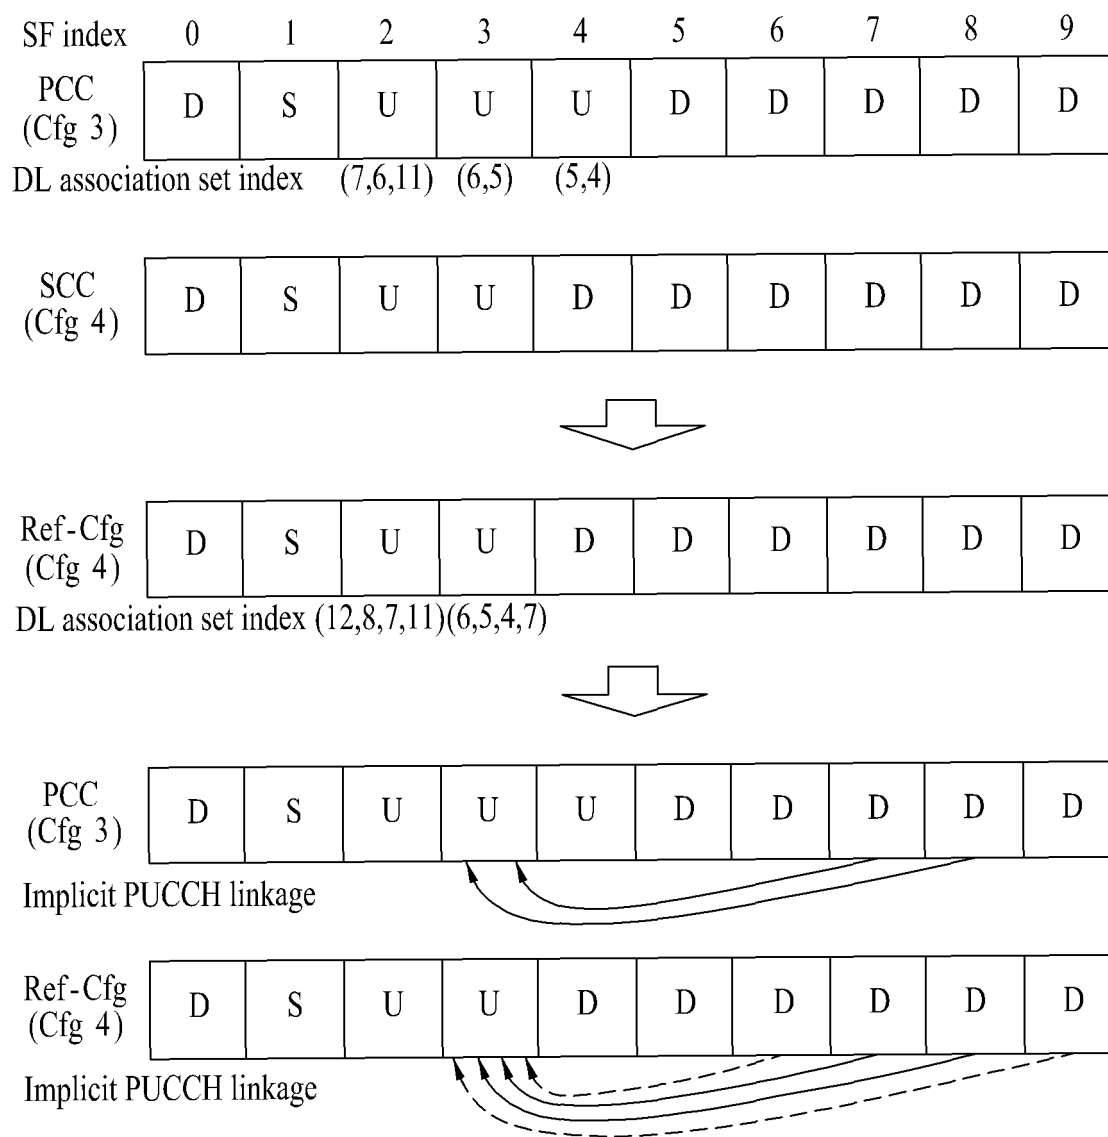 SF index 0 1 2 3 4 5 6 7 8 9
PCC
(Cfg 3)
D S U U U D D D D D
DL association set index (7,6,11) (6,5) (5,4)
SCC
(Cfg 4)
D S U U D D D D D D
Ref-Cfg
(Cfg 4)
D S U U D D D D D D
DL association set index (12,8,7,11)(6,5,4,7)
PCC
(Cfg 3)
D S U U U D D D D D
Implicit PUCCH linkage
Ref-Cfg
(Cfg 4)
D S U U D D D D D D
Implicit PUCCH linkage